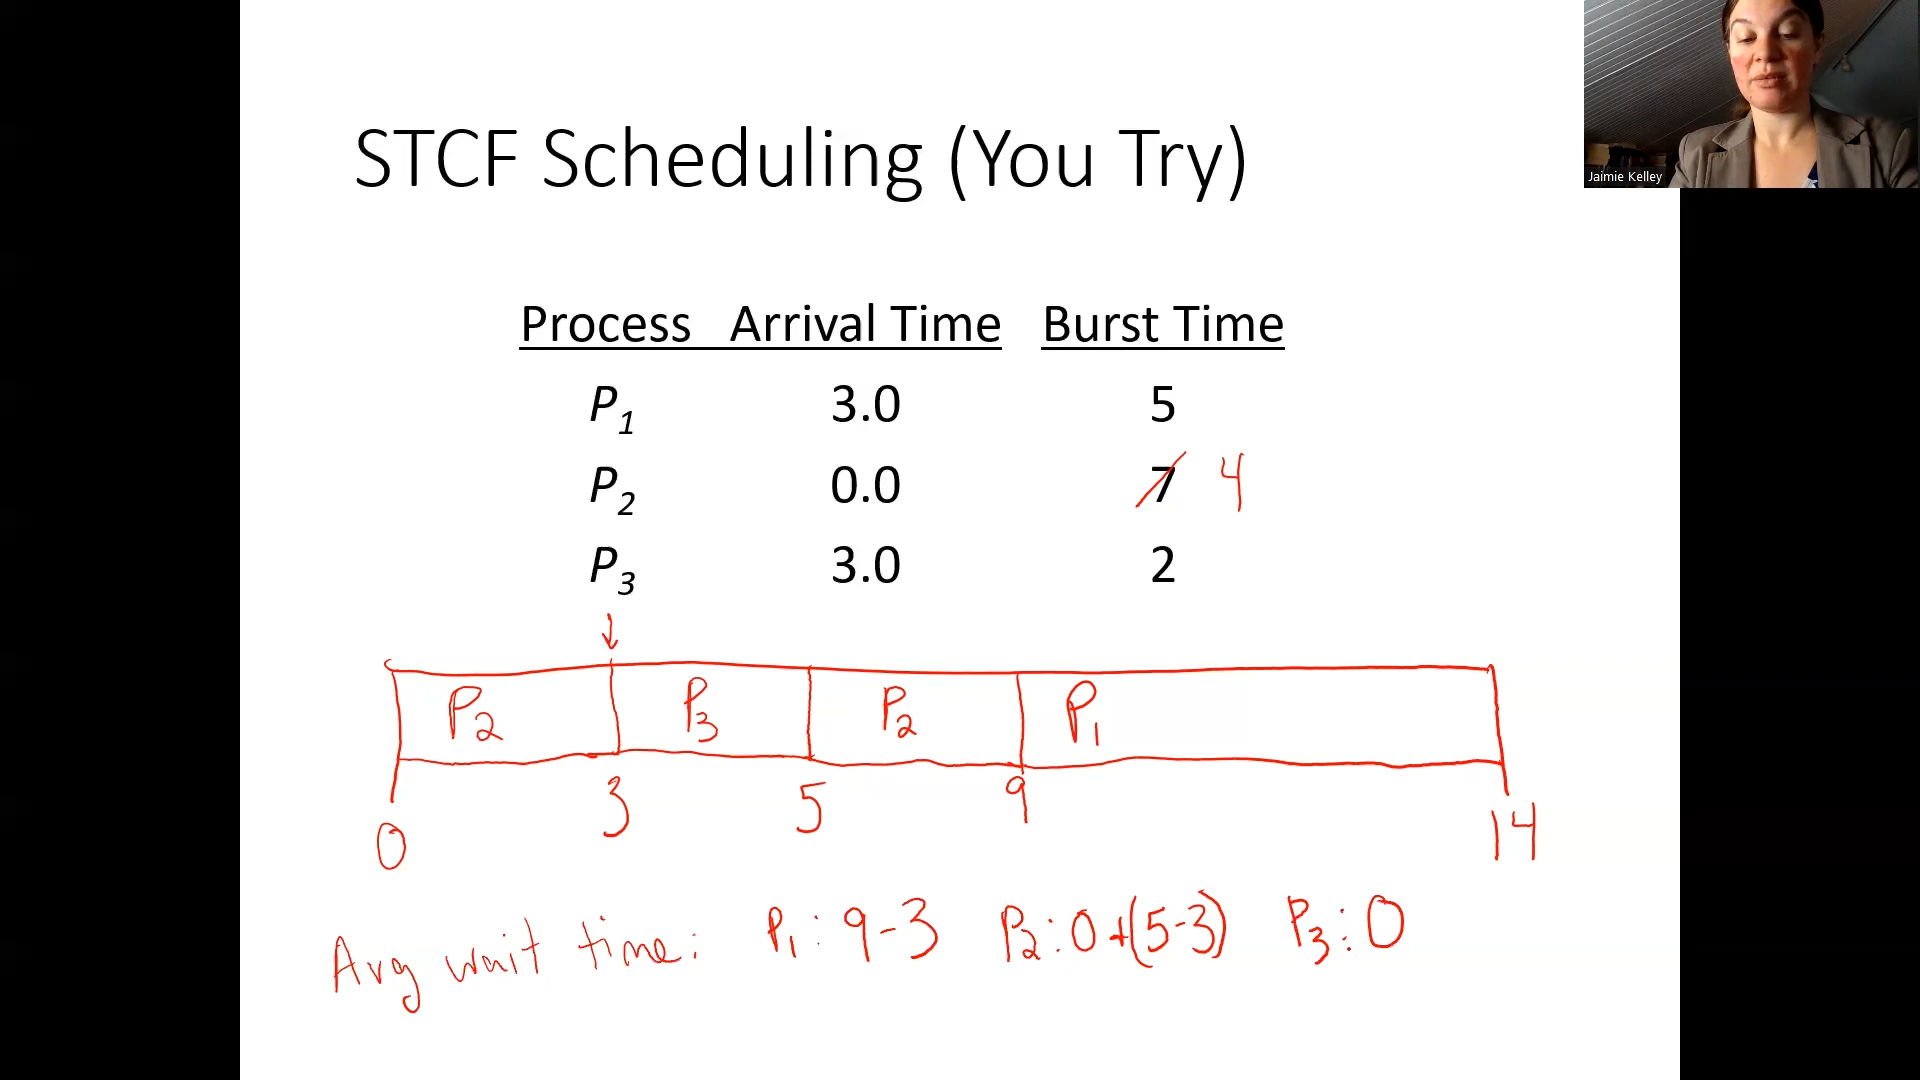 Jaimie Kelley
STCF Scheduling (You Try)
Process Arrival Time Burst Time
P1 3.0 5
P2 0.0 7 4
P3 3.0 2
P2 P3 P2 P1
0 3 5 9 14
Avg wait time: P1: 9-3 P2: 0+(5-3) P3: 0